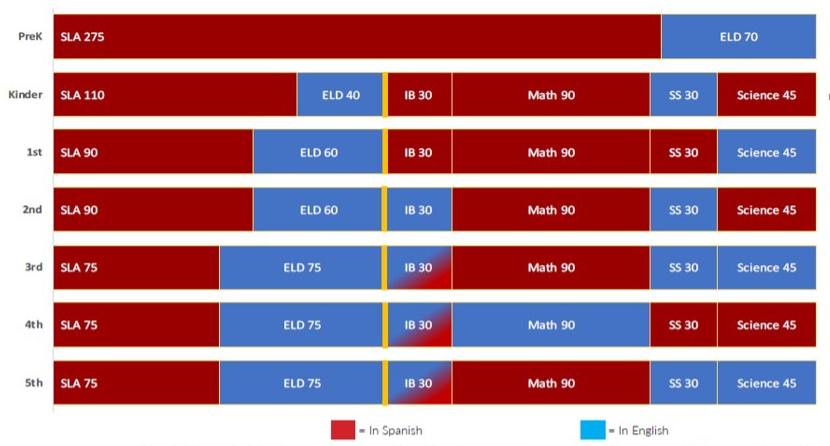 PreK SLA 275 ELD 70
Kinder SLA 110 ELD 40 IB 30 Math 90 SS 30 Science 45
1st SLA 90 ELD 60 IB 30 Math 90 SS 30 Science 45
2nd SLA 90 ELD 60 IB 30 Math 90 SS 30 Science 45
3rd SLA 75 ELD 75 IB 30 Math 90 SS 30 Science 45
4th SLA 75 ELD 75 IB 30 Math 90 SS 30 Science 45
5th SLA 75 ELD 75 IB 30 Math 90 SS 30 Science 45
= In Spanish = In English